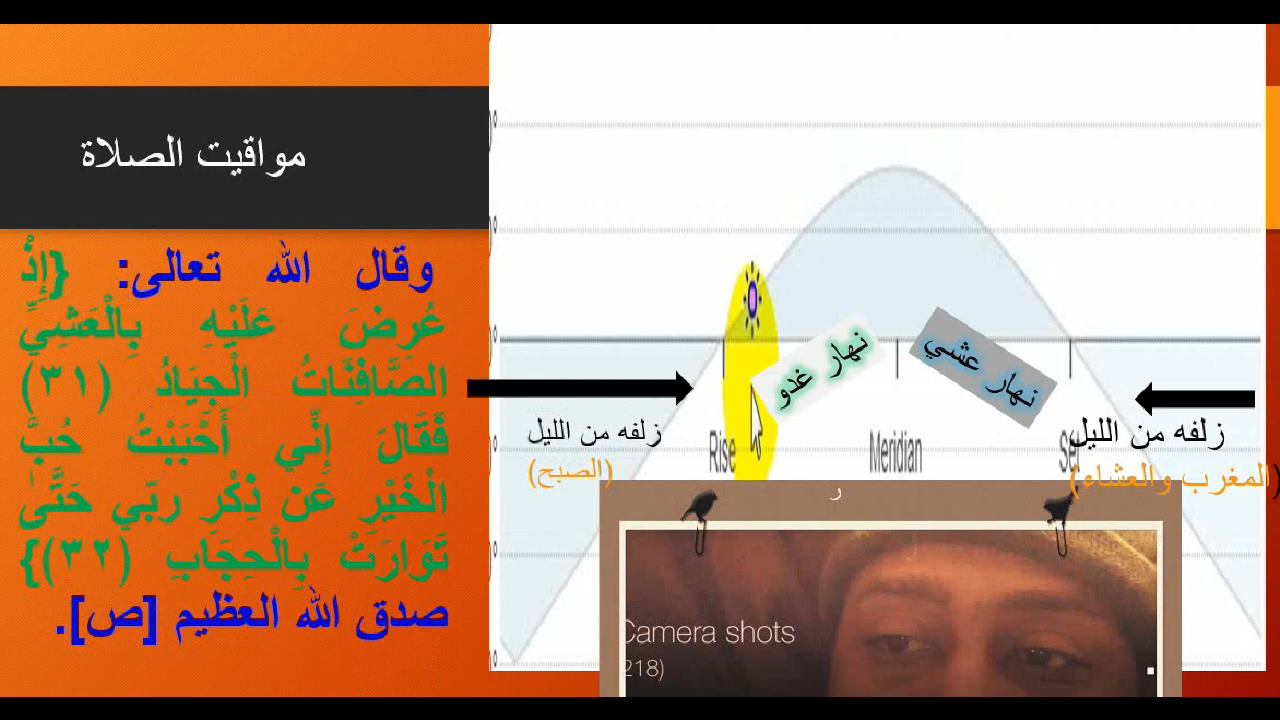 مواقيت الصلاة
وقال الله تعالى: {إِذْ
عُرِضَ عَلَيْهِ بِالْعَشِيِّ
الصَّافِنَاتُ الْجِيَادُ (٣١)
فَقَالَ إِنِّي أَحْبَبْتُ حُبَّ
الْخَيْرِ عَن ذِكْرِ رَبِّي حَتَّىٰ
تَوَارَتْ بِالْحِجَابِ (٣٢)}
صدق الله العظيم [ص].
نهار غدو
نهار عشي
زلفه من الليل
(الصبح)
Rise
Meridian
زلفه من الليل
(المغرب والعشاء)
ر
Camera shots
218)